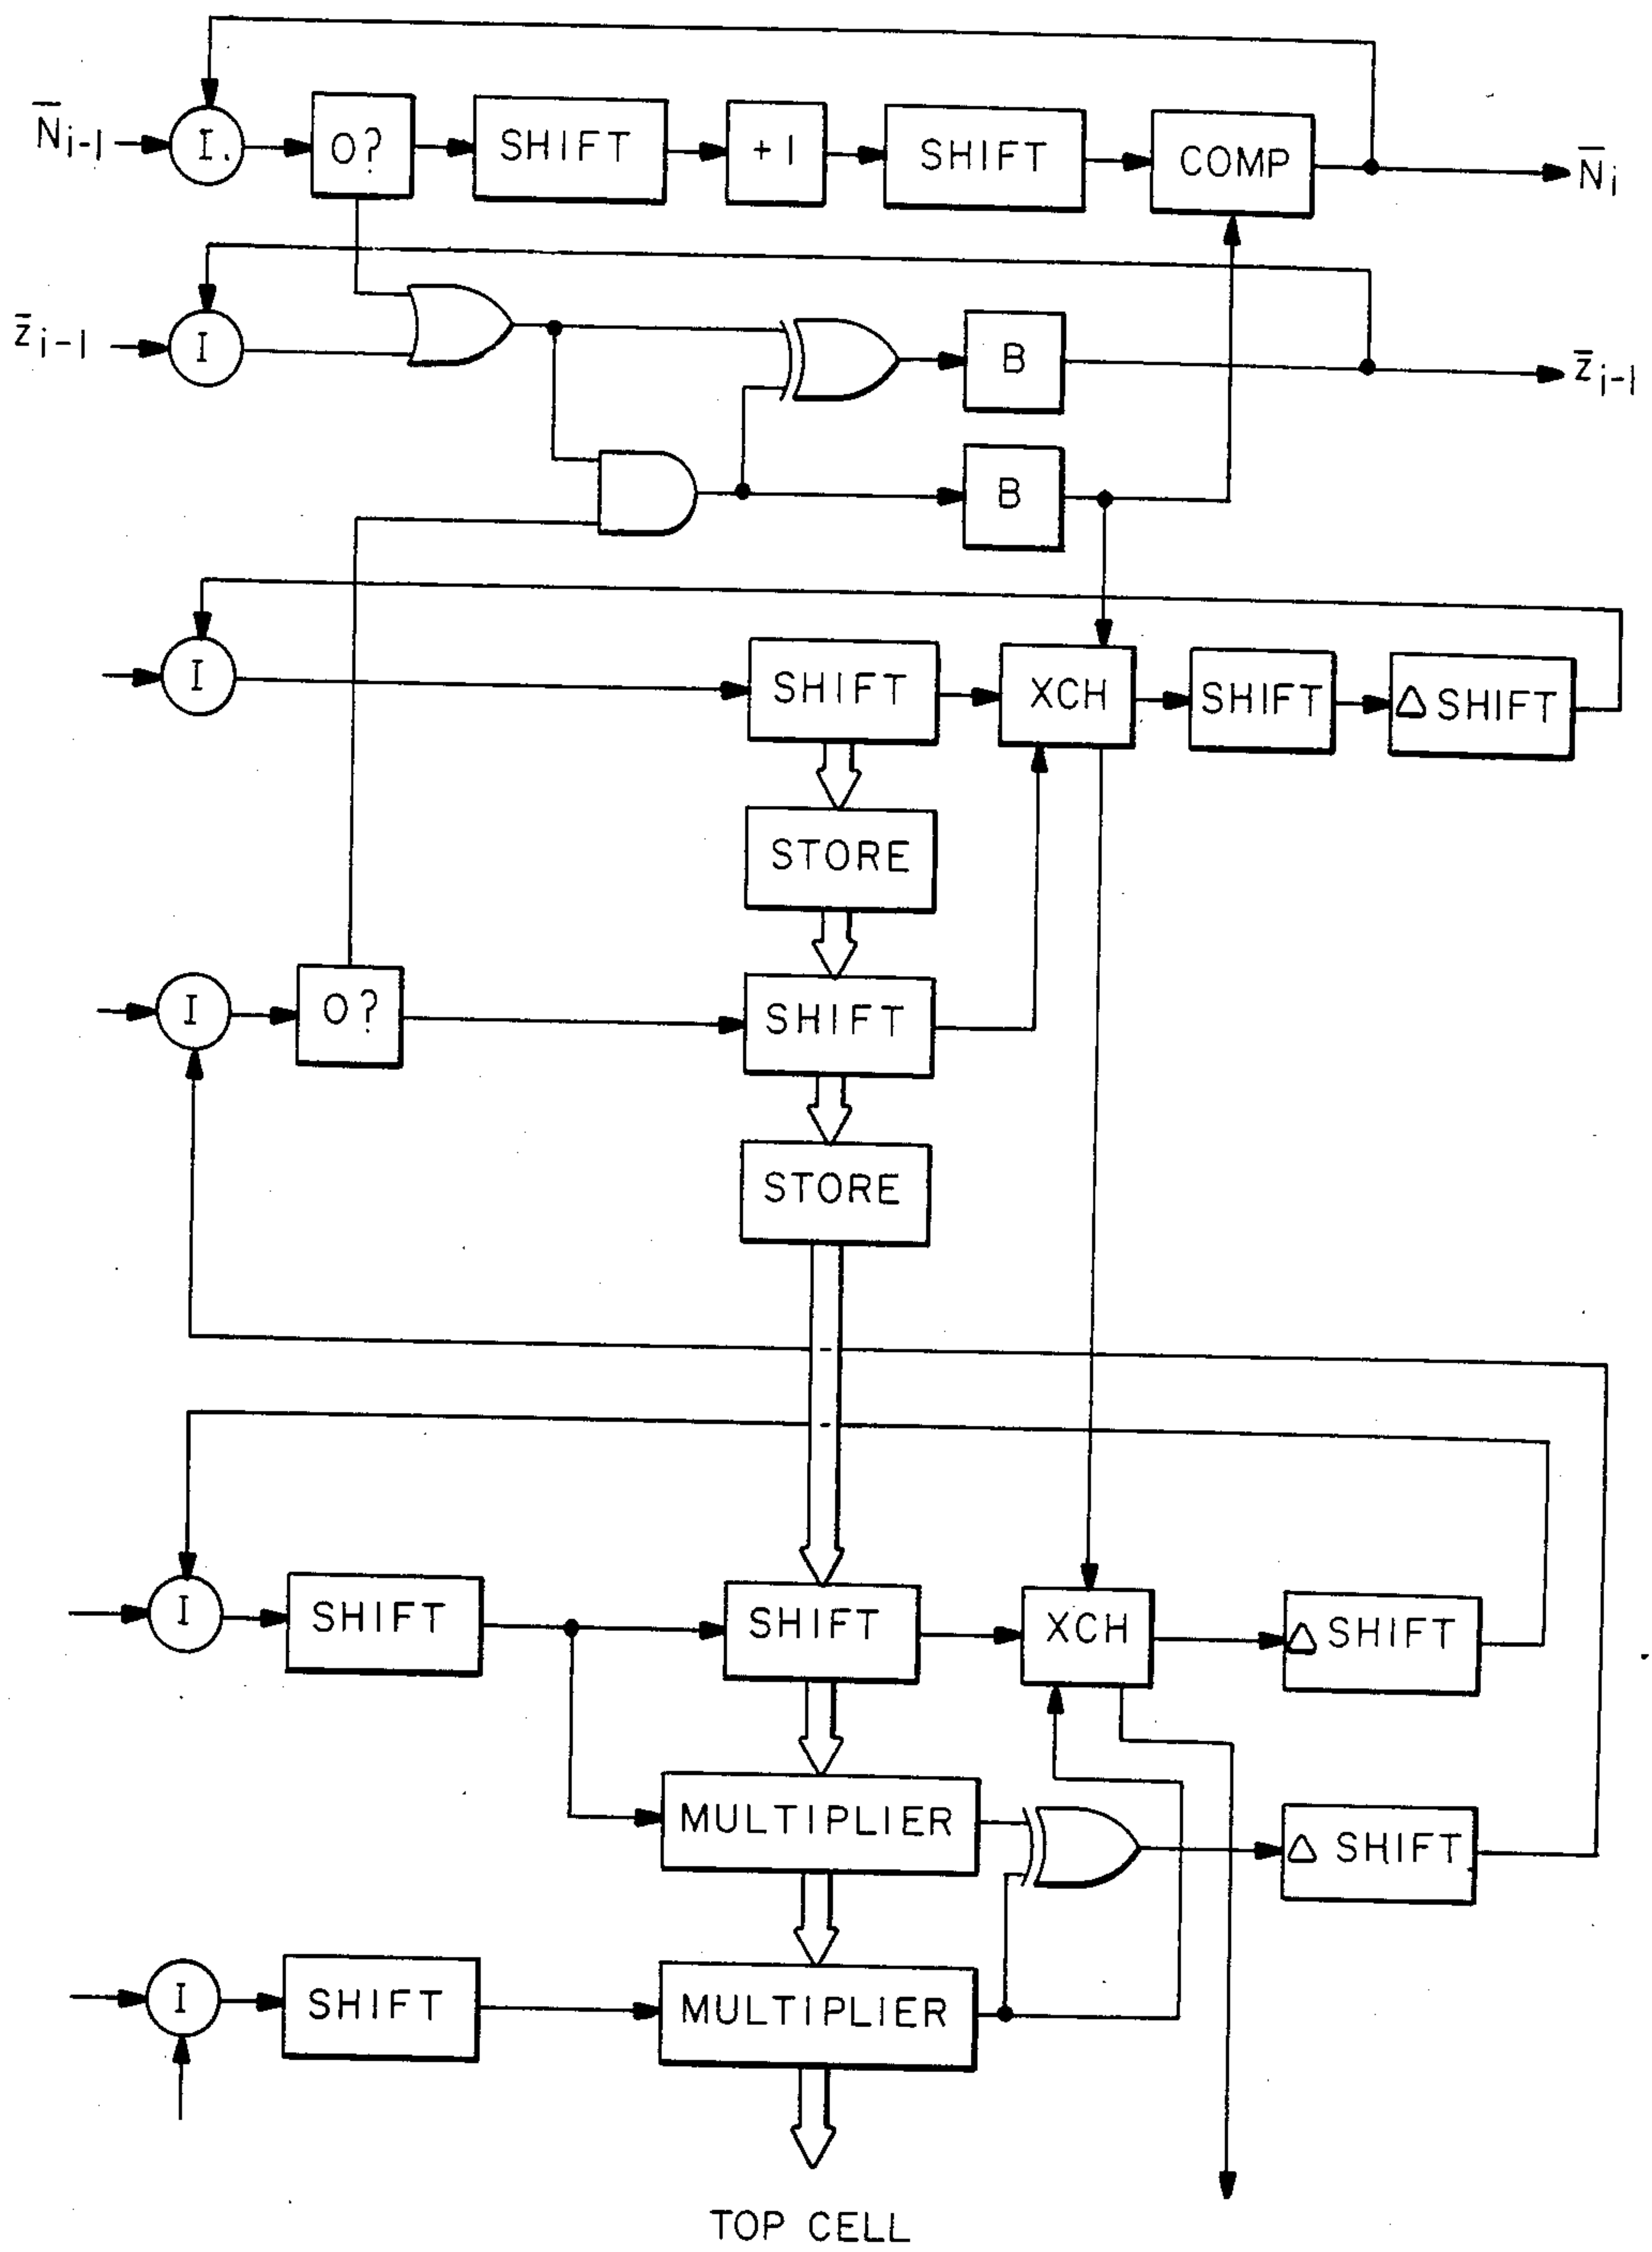 N̅i-1 I. 0? SHIFT +1 SHIFT COMP N̅i
z̅i-1 I B z̅i-1
B
I SHIFT XCH SHIFT Δ SHIFT
STORE
I 0? SHIFT
STORE
I SHIFT SHIFT XCH Δ SHIFT
MULTIPLIER Δ SHIFT
I SHIFT MULTIPLIER
TOP CELL